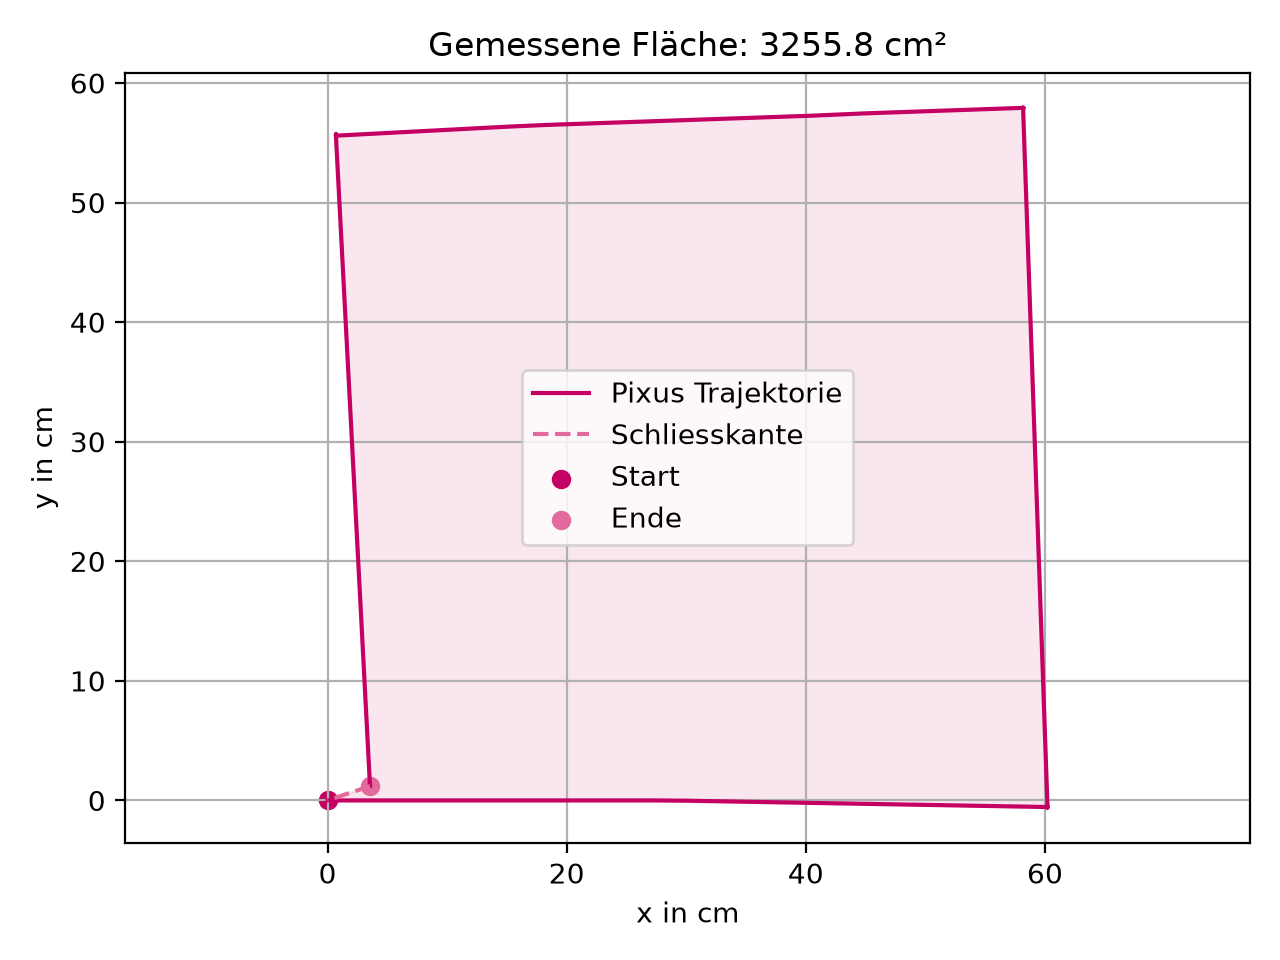 Gemessene Fläche: 3255.8 cm²
60
50
40
30
20
10
0
y in cm
Pixus Trajektorie
Schliesskante
Start
Ende
0
20
40
60
x in cm